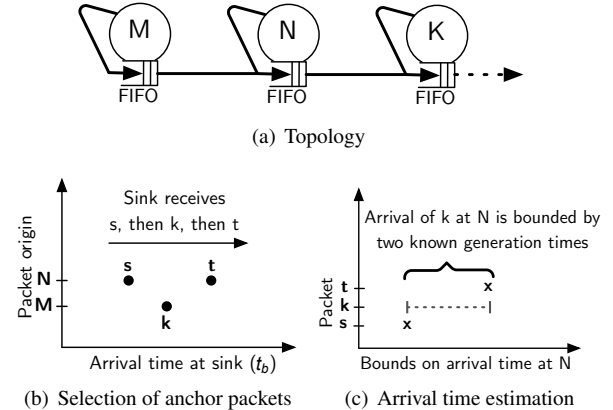 M N K
FIFO FIFO FIFO
(a) Topology
Sink receives
s, then k, then t
Packet origin
N
M
s
t
k
Arrival time at sink (t_b)
(b) Selection of anchor packets
Arrival of k at N is bounded by
two known generation times
Packet
t
k
s
x
x
Bounds on arrival time at N
(c) Arrival time estimation